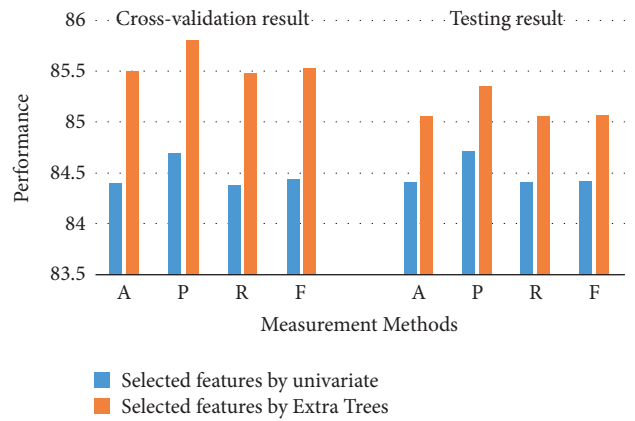 Cross-validation result Testing result
86
85.5
85
84.5
84
83.5
Performance
A P R F A P R F
Measurement Methods
Selected features by univariate
Selected features by Extra Trees